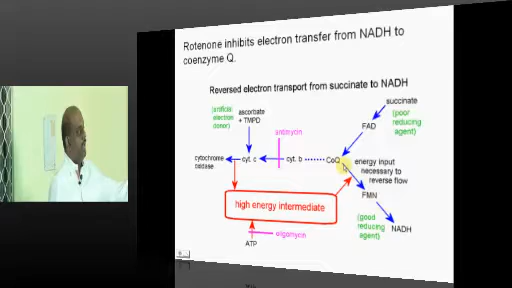 Rotenone inhibits electron transfer from NADH to
coenzyme Q.
Reversed electron transport from succinate to NADH
(artificial
electron
donor)
ascorbate
+ TMPD
succinate
(poor
reducing
agent)
FAD
antimycin
cytochrome
oxidase
cyt. c
cyt. b
CoQ
energy input
necessary to
reverse flow
high energy intermediate
FMN
(good
reducing
agent)
NADH
oligomycin
ATP